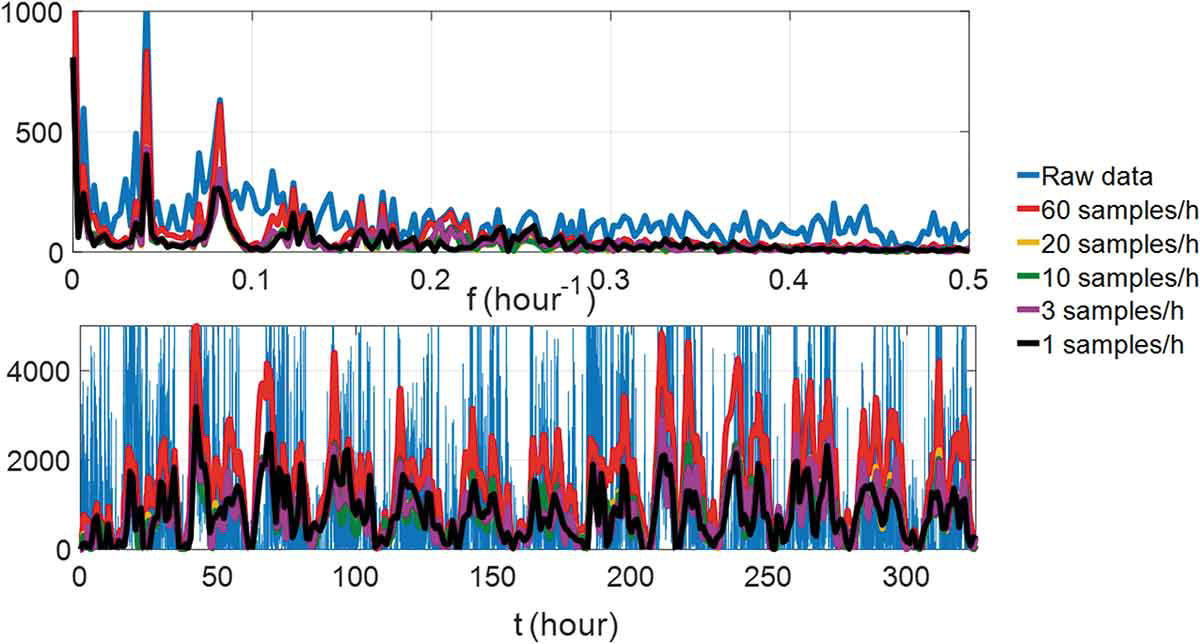 1000
500
0
0
0.1
0.2
0.3
0.4
0.5
f (hour-1)
Raw data
60 samples/h
20 samples/h
10 samples/h
3 samples/h
1 samples/h
4000
2000
0
0
50
100
150
200
250
300
t (hour)